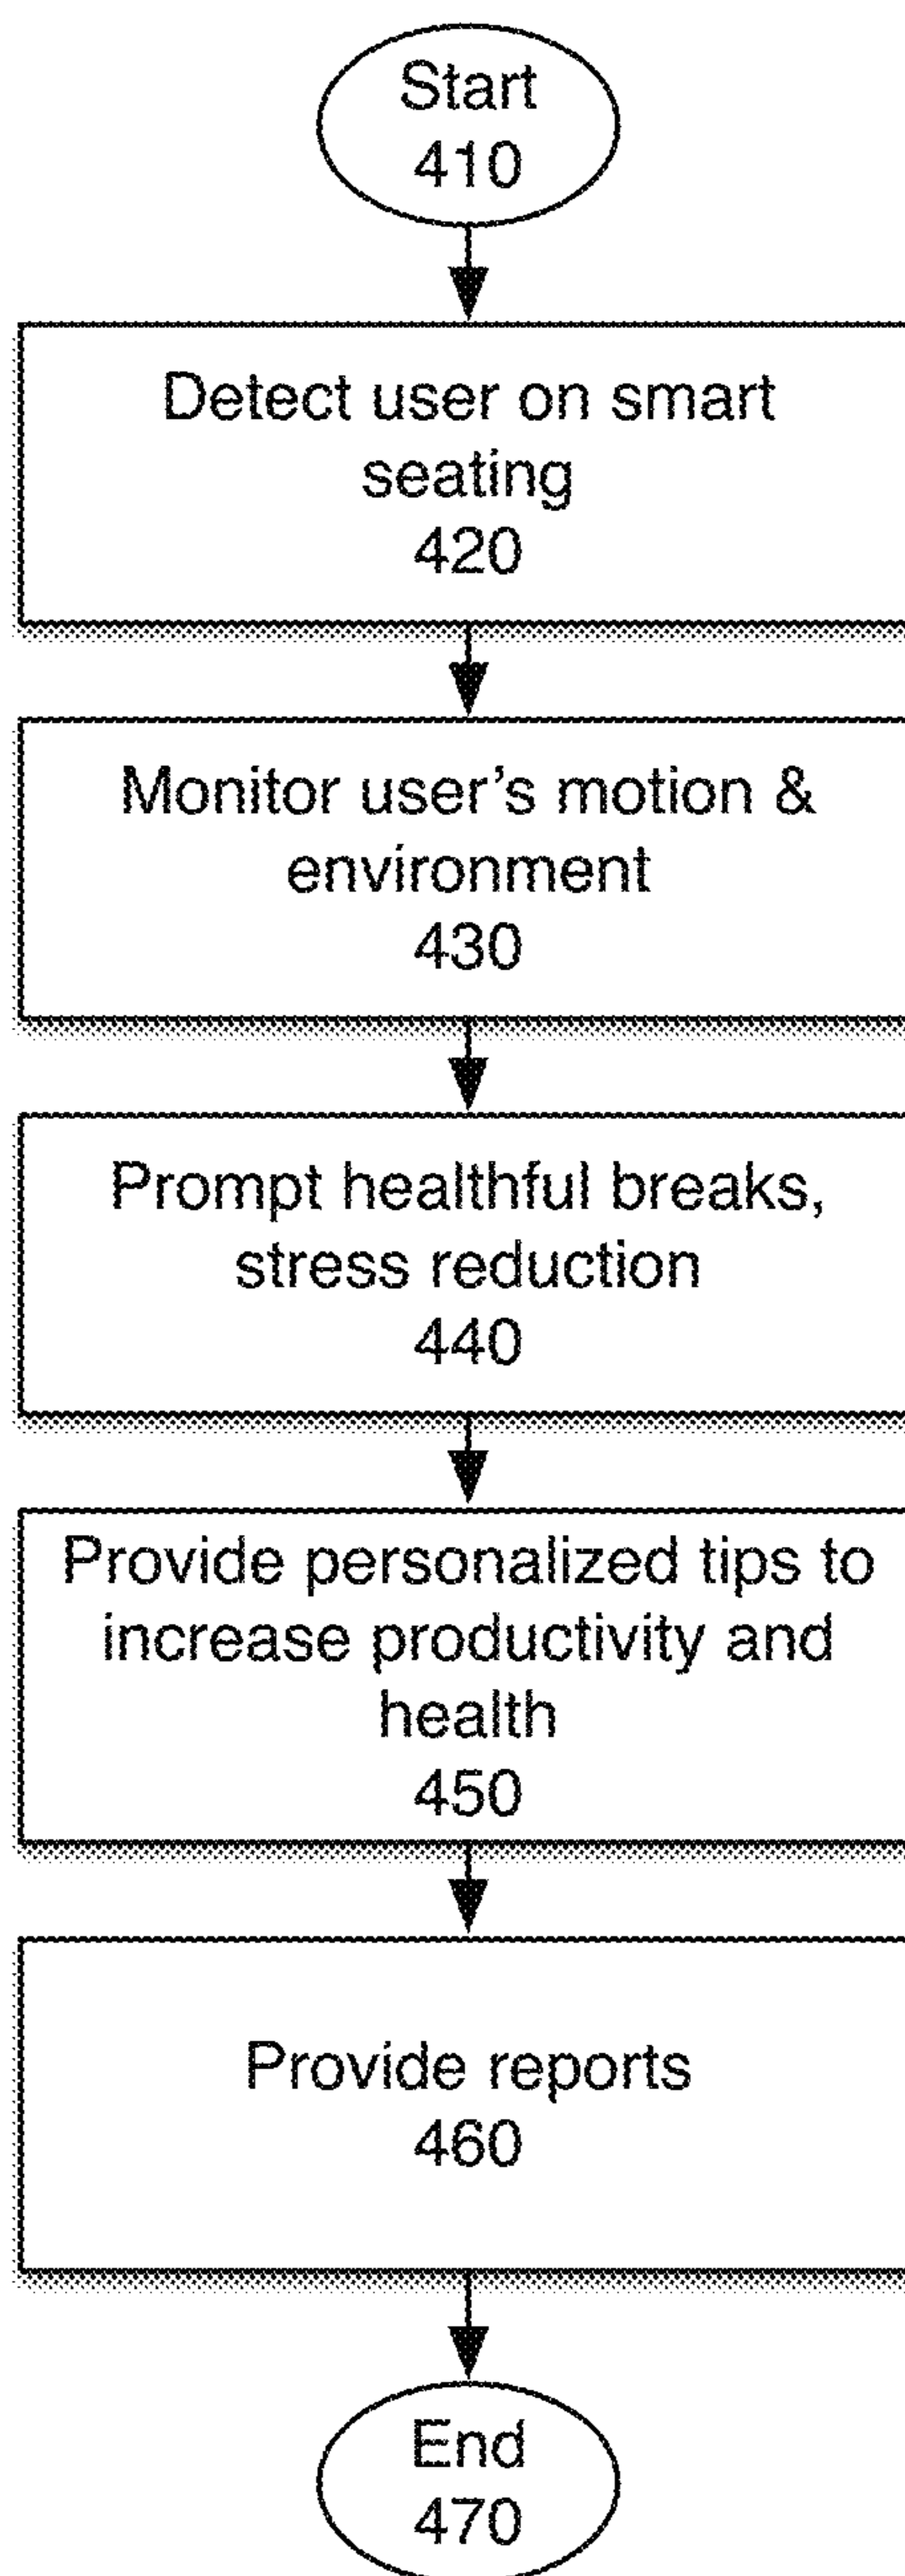 Start
410
Detect user on smart
seating
420
Monitor user’s motion &
environment
430
Prompt healthful breaks,
stress reduction
440
Provide personalized tips to
increase productivity and
health
450
Provide reports
460
End
470